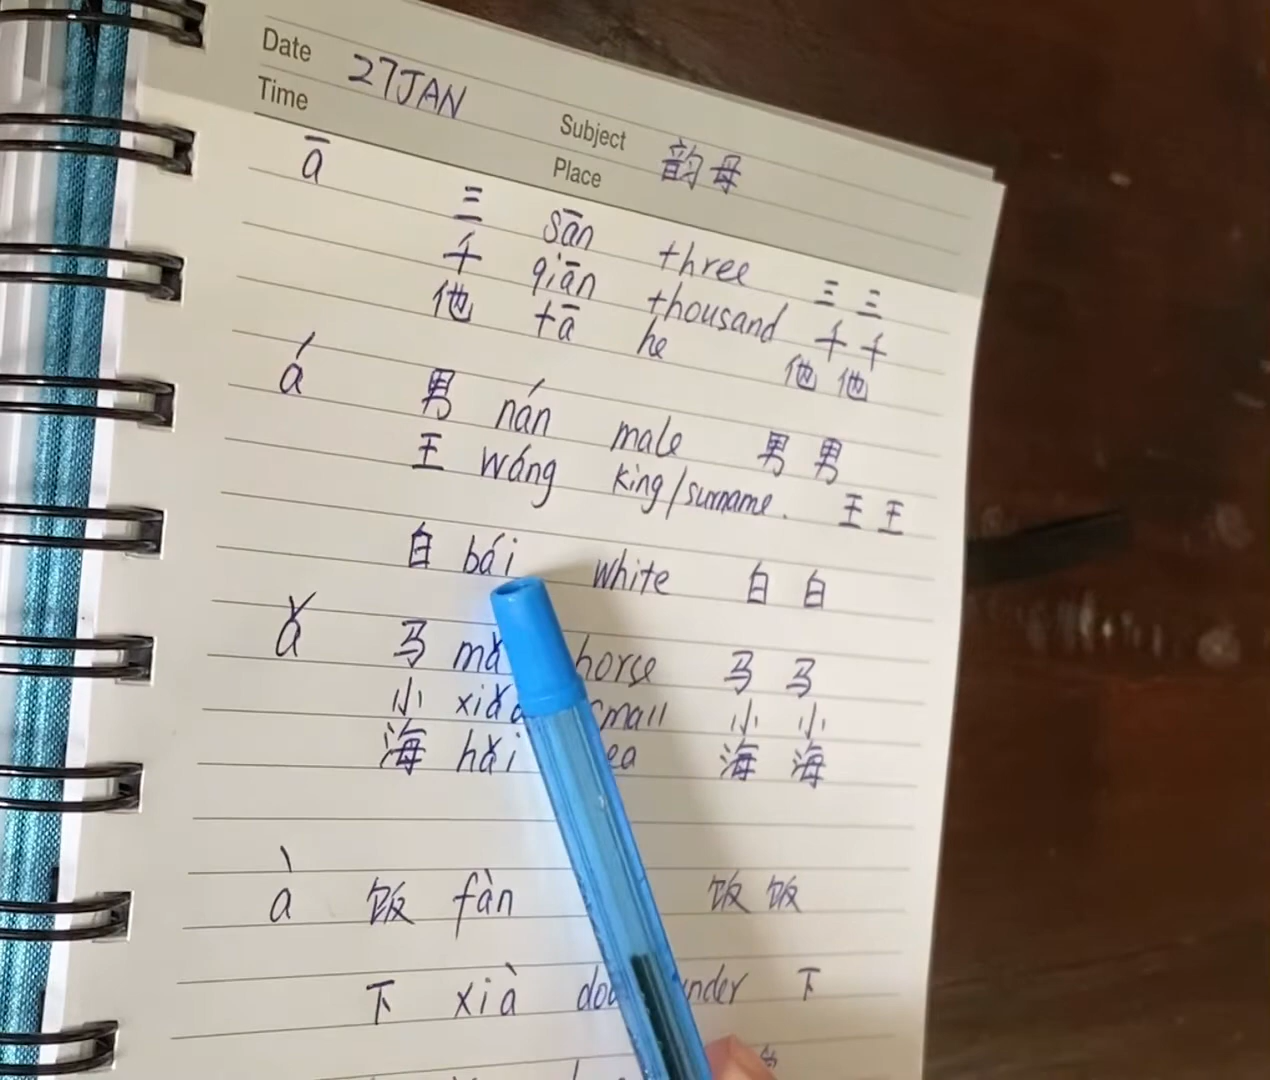 Date 27JAN
Time
Subject 韵母
Place
ā 三 sān three 三 三
千 qiān thousand 千 千
他 tā he 他 他
á 男 nán male 男 男
王 wáng king/surname. 王 王
白 bái white 白 白
ǎ 马 mǎ horse 马 马
小 small 小 小
海 hǎi 海 海
à 饭 fàn 饭 饭
下 xià 下